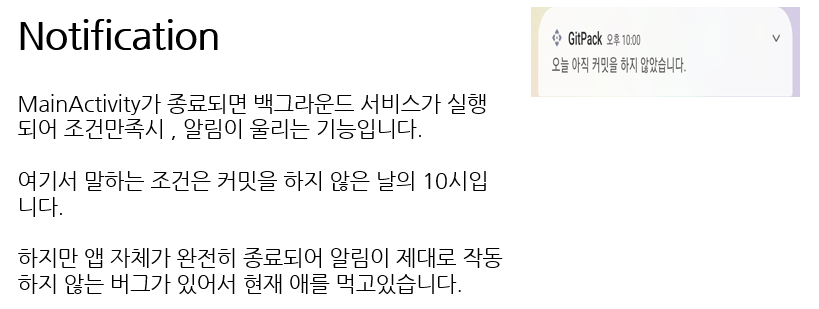 Notification
GitPack 오후 10:00
오늘 아직 커밋을 하지 않았습니다.
MainActivity가 종료되면 백그라운드 서비스가 실행
되어 조건만족시 , 알림이 울리는 기능입니다.
여기서 말하는 조건은 커밋을 하지 않은 날의 10시입
니다.
하지만 앱 자체가 완전히 종료되어 알림이 제대로 작동
하지 않는 버그가 있어서 현재 애를 먹고있습니다.